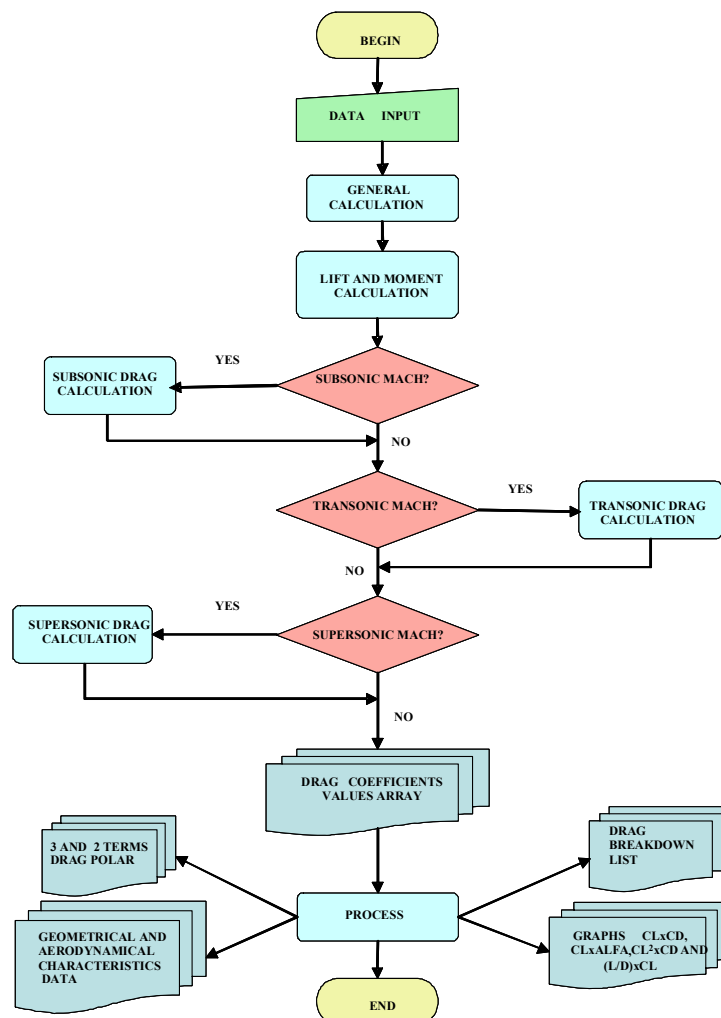 BEGIN
DATA INPUT
GENERAL
CALCULATION
LIFT AND MOMENT
CALCULATION
SUBSONIC MACH?
YES
SUBSONIC DRAG
CALCULATION
NO
TRANSONIC MACH?
YES
TRANSONIC DRAG
CALCULATION
NO
SUPERSONIC MACH?
YES
SUPERSONIC DRAG
CALCULATION
NO
DRAG COEFFICIENTS
VALUES ARRAY
3 AND 2 TERMS
DRAG POLAR
DRAG
BREAKDOWN
LIST
PROCESS
GEOMETRICAL AND
AERODYNAMICAL
CHARACTERISTICS
DATA
GRAPHS CLxCD,
CLxALFA,CL²xCD AND
(L/D)xCL
END